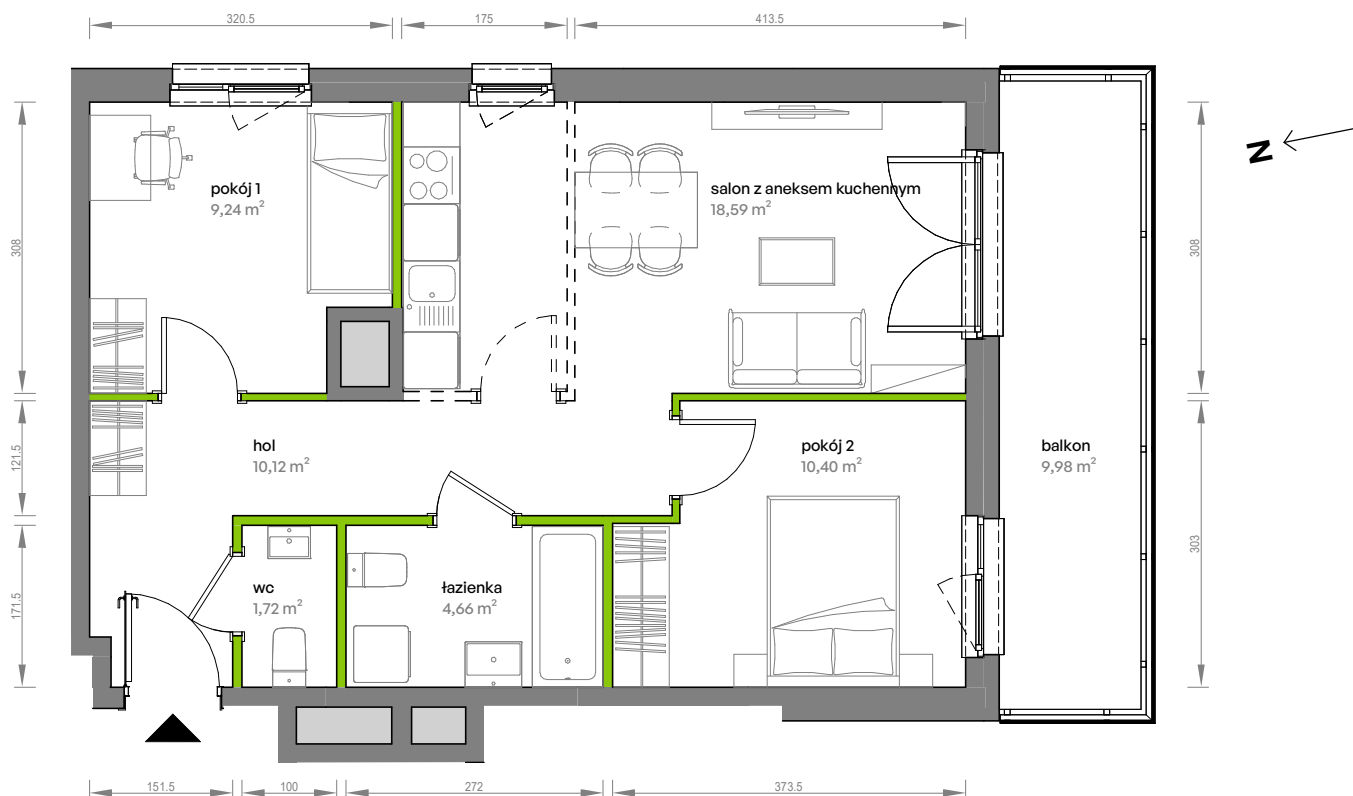 320.5
175
413.5
308
308
N
pokój 1
9,24 m²
salon z aneksem kuchennym
18,59 m²
121.5
hol
10,12 m²
pokój 2
10,40 m²
balkon
9,98 m²
303
171.5
wc
1,72 m²
łazienka
4,66 m²
151.5
100
272
373.5